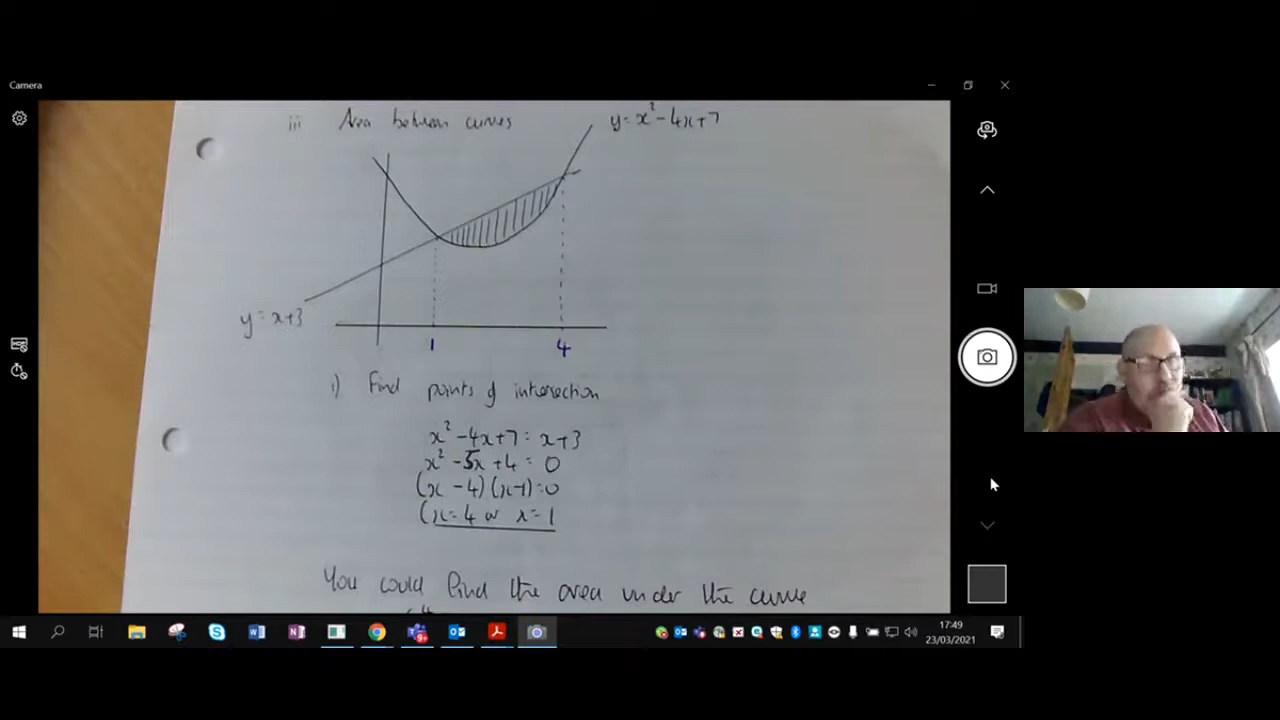 Camera
iii Area between curves
y = x² - 4x + 7
y = x+3
1 4
i) Find points of intersection
x² - 4x + 7 = x + 3
x² - 5x + 4 = 0
(x - 4)(x - 1) = 0
(x = 4 or x = 1
You could find the area under the curve
17:49
23/03/2021